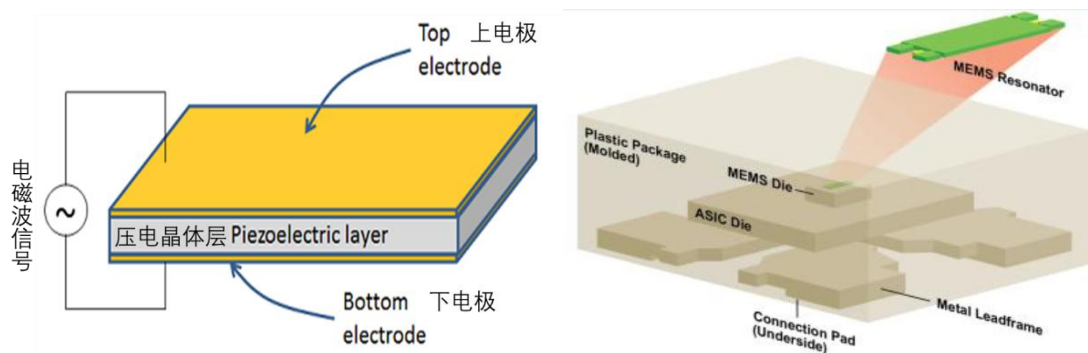 Top 上电极
electrode
电磁波信号
~
压电晶体层 Piezoelectric layer
Bottom 下电极
electrode
MEMS Resonator
Plastic Package
(Molded)
MEMS Die
ASIC Die
Metal Leadframe
Connection Pad
(Underside)